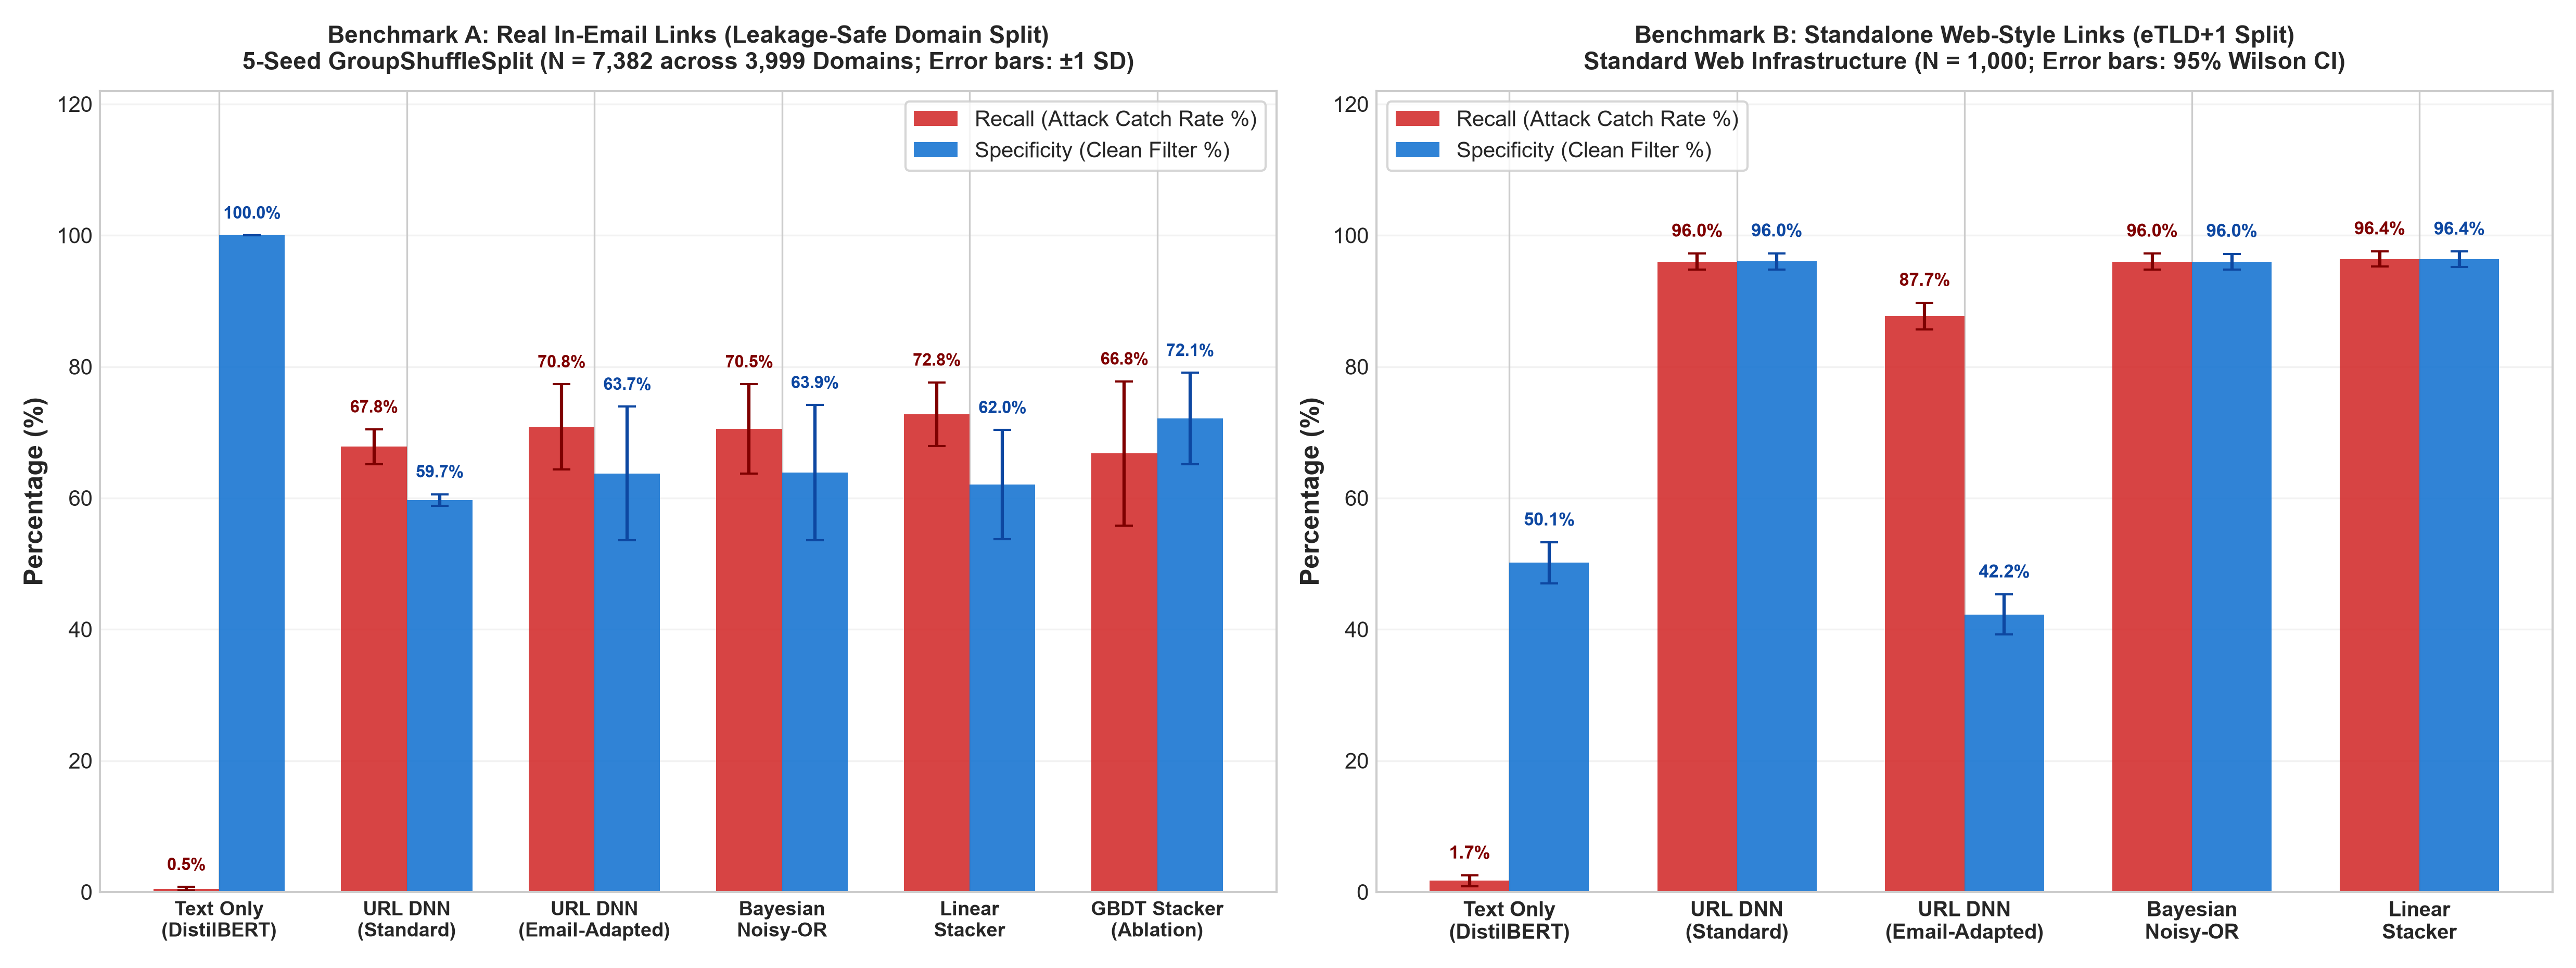 Benchmark A: Real In-Email Links (Leakage-Safe Domain Split)
5-Seed GroupShuffleSplit (N = 7,382 across 3,999 Domains; Error bars: ±1 SD)
Percentage (%)
120
100
80
60
40
20
0
Recall (Attack Catch Rate %)
Specificity (Clean Filter %)
0.5%
100.0%
67.8%
59.7%
70.8%
63.7%
70.5%
63.9%
72.8%
62.0%
66.8%
72.1%
Text Only
(DistilBERT)
URL DNN
(Standard)
URL DNN
(Email-Adapted)
Bayesian
Noisy-OR
Linear
Stacker
GBDT Stacker
(Ablation)
Benchmark B: Standalone Web-Style Links (eTLD+1 Split)
Standard Web Infrastructure (N = 1,000; Error bars: 95% Wilson CI)
Percentage (%)
120
100
80
60
40
20
0
Recall (Attack Catch Rate %)
Specificity (Clean Filter %)
1.7%
50.1%
96.0%
96.0%
87.7%
42.2%
96.0%
96.0%
96.4%
96.4%
Text Only
(DistilBERT)
URL DNN
(Standard)
URL DNN
(Email-Adapted)
Bayesian
Noisy-OR
Linear
Stacker